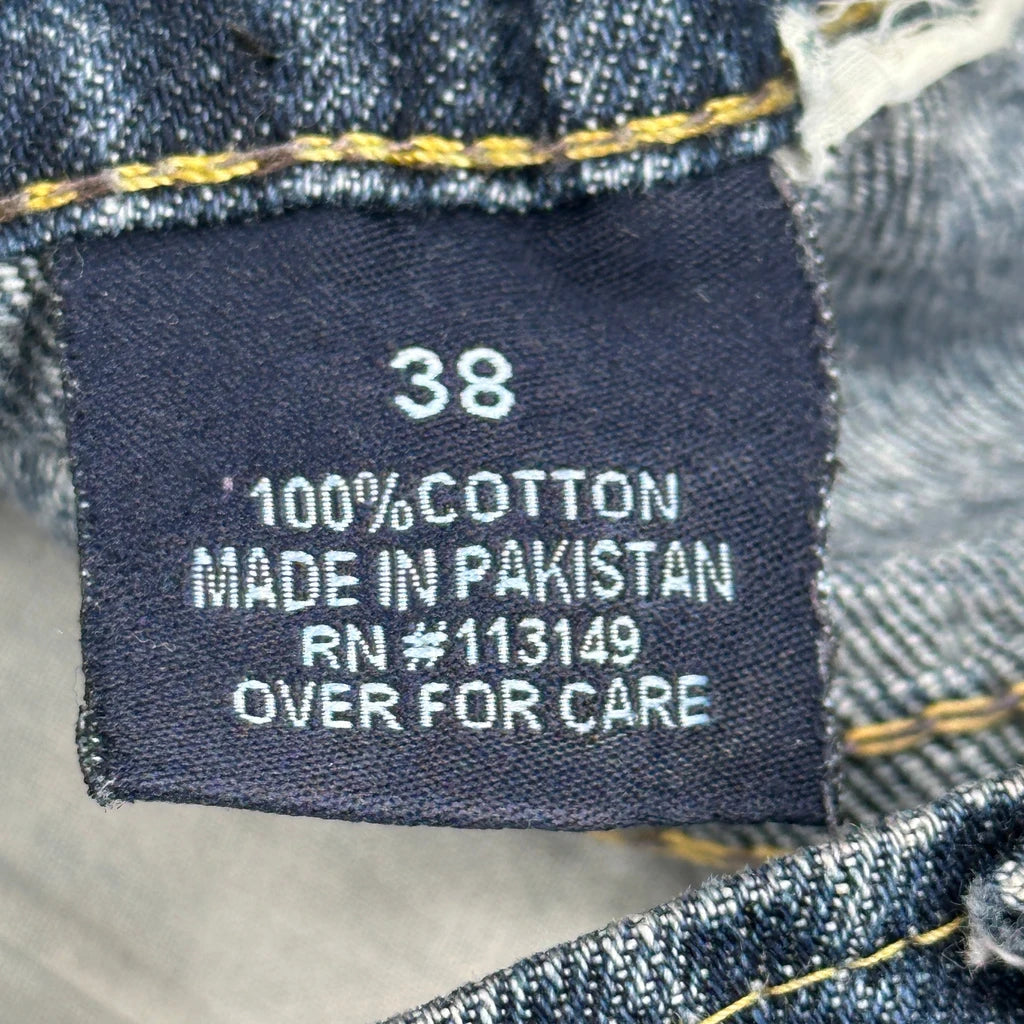 38
100%COTTON
MADE IN PAKISTAN
RN #113149
OVER FOR CARE